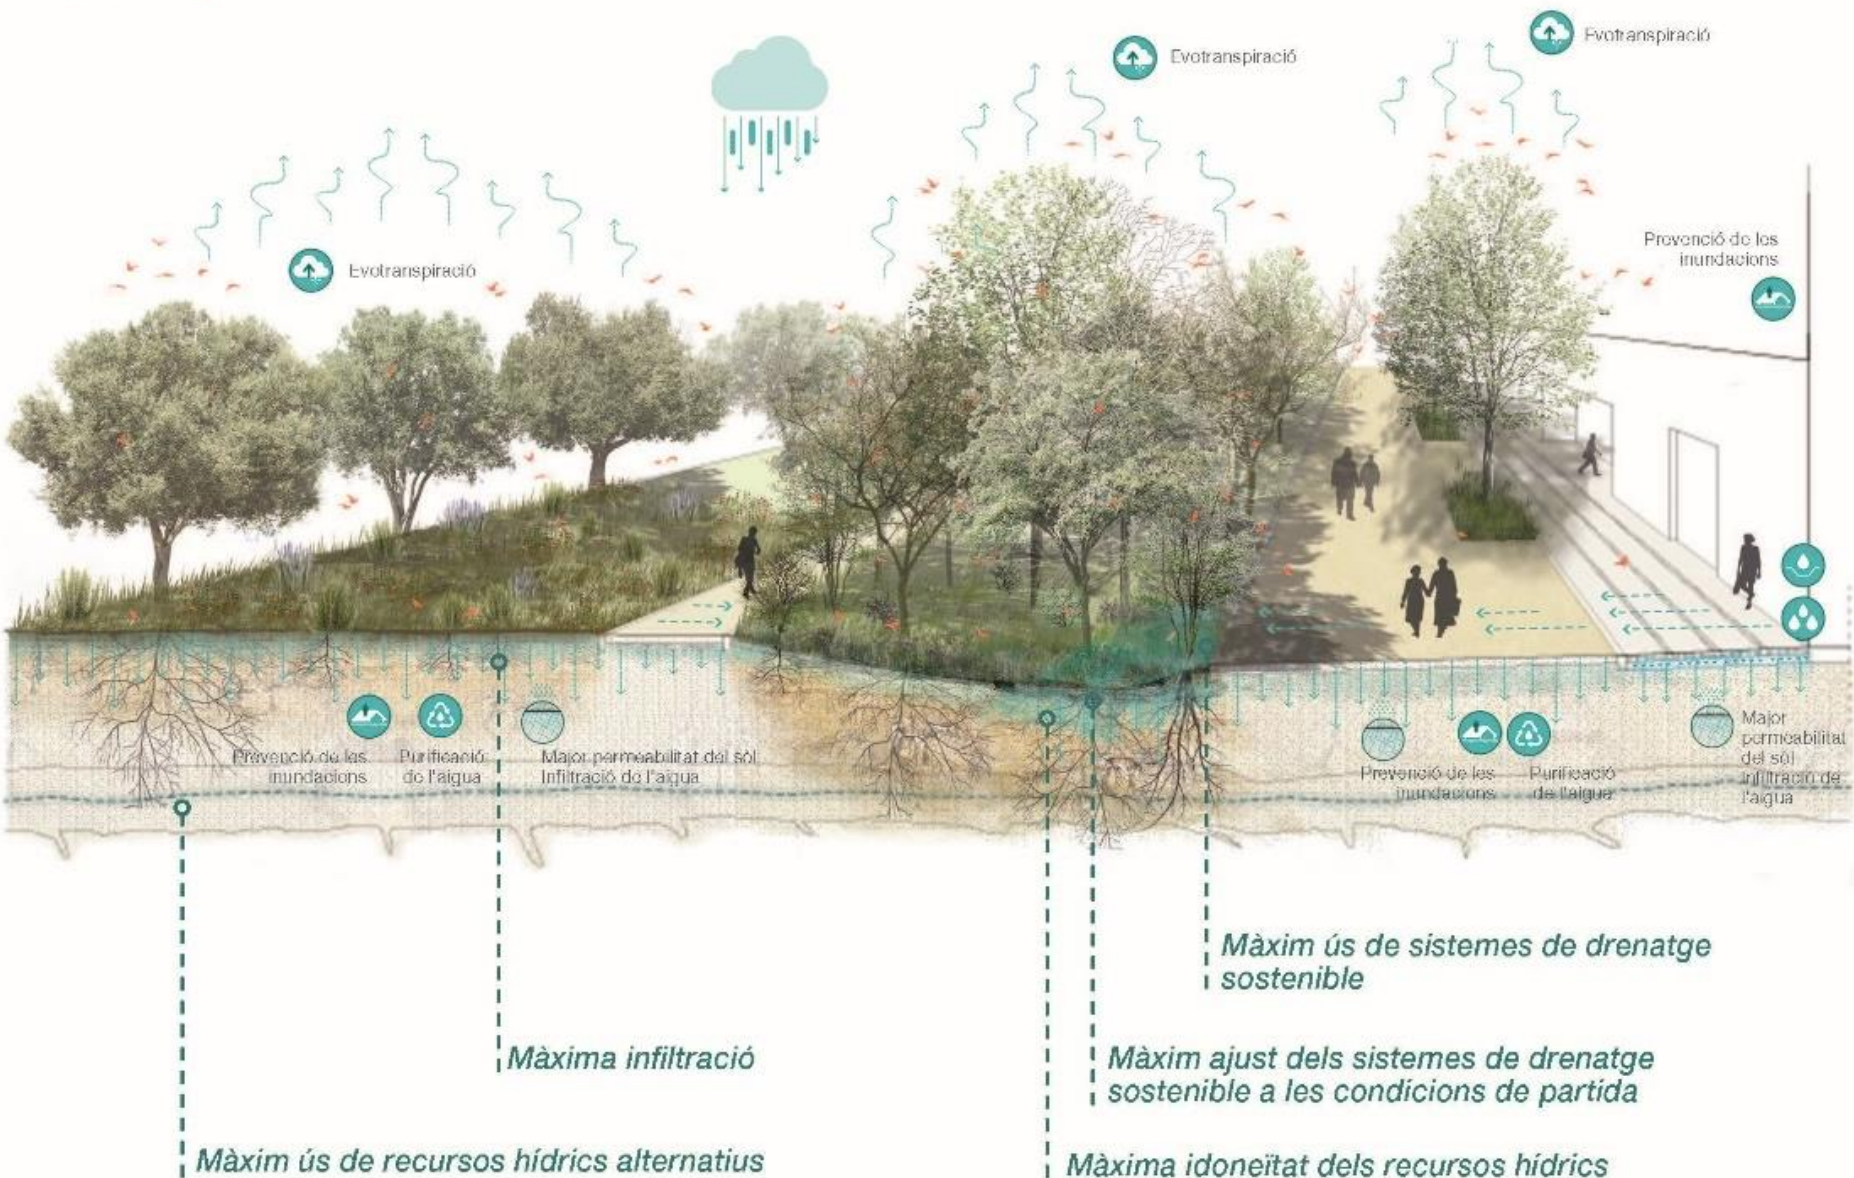 Evotranspiració
Evotranspiració
Evotranspiració
Prevenció de les
inundacions
Prevenció de les
inundacions
Purificació
de l'aigua
Major permeabilitat del sòl
Infiltració de l'aigua
Prevenció de les
inundacions
Purificació
de l'aigua
Major
permeabilitat
del sòl
Infiltració de
l'aigua
Màxim ús de sistemes de drenatge
sostenible
Màxima infiltració
Màxim ajust dels sistemes de drenatge
sostenible a les condicions de partida
Màxim ús de recursos hídrics alternatius
Màxima idoneïtat dels recursos hídrics